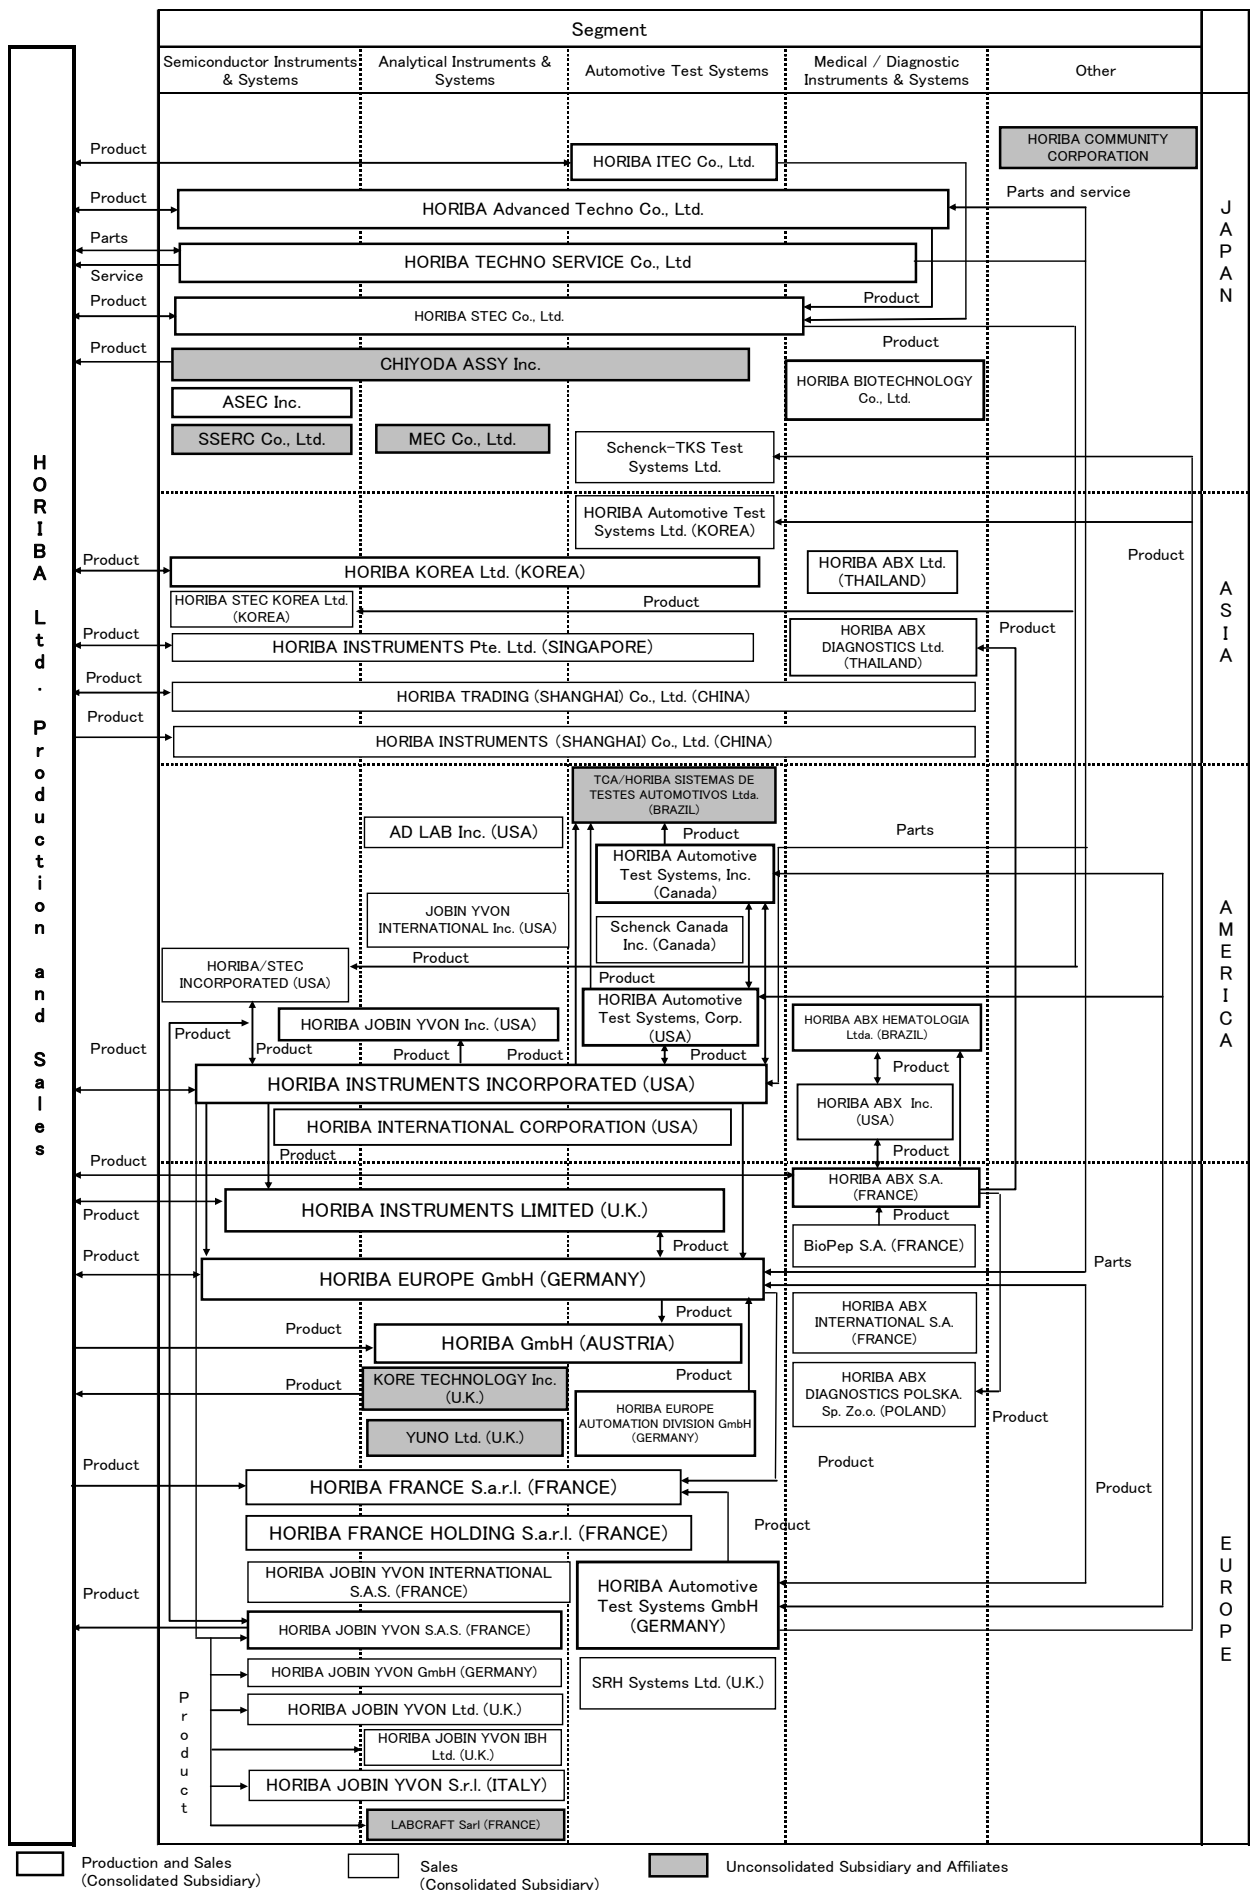 Segment
Semiconductor Instruments
& Systems
Analytical Instruments &
Systems
Automotive Test Systems
Medical / Diagnostic
Instruments & Systems
Other
HORIBA Ltd. Production and Sales
JAPAN
HORIBA COMMUNITY
CORPORATION
Product
HORIBA ITEC Co., Ltd.
Product
HORIBA Advanced Techno Co., Ltd.
Parts and service
Parts
Service
HORIBA TECHNO SERVICE Co., Ltd
Product
HORIBA STEC Co., Ltd.
Product
Product
Product
CHIYODA ASSY Inc.
HORIBA BIOTECHNOLOGY
Co., Ltd.
ASEC Inc.
SSERC Co., Ltd.
MEC Co., Ltd.
Schenck-TKS Test
Systems Ltd.
ASIA
HORIBA Automotive Test
Systems Ltd. (KOREA)
Product
Product
HORIBA KOREA Ltd. (KOREA)
HORIBA ABX Ltd.
(THAILAND)
HORIBA STEC KOREA Ltd.
(KOREA)
Product
Product
Product
HORIBA INSTRUMENTS Pte. Ltd. (SINGAPORE)
HORIBA ABX
DIAGNOSTICS Ltd.
(THAILAND)
Product
HORIBA TRADING (SHANGHAI) Co., Ltd. (CHINA)
Product
HORIBA INSTRUMENTS (SHANGHAI) Co., Ltd. (CHINA)
AMERICA
TCA/HORIBA SISTEMAS DE
TESTES AUTOMOTIVOS Ltda.
(BRAZIL)
AD LAB Inc. (USA)
Product
Parts
HORIBA Automotive
Test Systems, Inc.
(Canada)
JOBIN YVON
INTERNATIONAL Inc. (USA)
Schenck Canada
Inc. (Canada)
HORIBA/STEC
INCORPORATED (USA)
Product
Product
HORIBA Automotive
Test Systems, Corp.
(USA)
Product
HORIBA JOBIN YVON Inc. (USA)
HORIBA ABX HEMATOLOGIA
Ltda. (BRAZIL)
Product
Product
Product
Product
Product
Product
HORIBA INSTRUMENTS INCORPORATED (USA)
HORIBA ABX Inc.
(USA)
HORIBA INTERNATIONAL CORPORATION (USA)
Product
Product
EUROPE
Product
HORIBA ABX S.A.
(FRANCE)
Product
HORIBA INSTRUMENTS LIMITED (U.K.)
Product
Product
BioPep S.A. (FRANCE)
Product
HORIBA EUROPE GmbH (GERMANY)
Parts
Product
HORIBA ABX
INTERNATIONAL S.A.
(FRANCE)
Product
HORIBA GmbH (AUSTRIA)
Product
KORE TECHNOLOGY Inc.
(U.K.)
Product
HORIBA ABX
DIAGNOSTICS POLSKA.
Sp. Zo.o. (POLAND)
Product
HORIBA EUROPE
AUTOMATION DIVISION GmbH
(GERMANY)
YUNO Ltd. (U.K.)
Product
Product
HORIBA FRANCE S.a.r.l. (FRANCE)
Product
HORIBA FRANCE HOLDING S.a.r.l. (FRANCE)
Product
HORIBA JOBIN YVON INTERNATIONAL
S.A.S. (FRANCE)
HORIBA Automotive
Test Systems GmbH
(GERMANY)
Product
HORIBA JOBIN YVON S.A.S. (FRANCE)
HORIBA JOBIN YVON GmbH (GERMANY)
SRH Systems Ltd. (U.K.)
Product
HORIBA JOBIN YVON Ltd. (U.K.)
HORIBA JOBIN YVON IBH
Ltd. (U.K.)
HORIBA JOBIN YVON S.r.l. (ITALY)
LABCRAFT Sarl (FRANCE)
Production and Sales
(Consolidated Subsidiary)
Sales
(Consolidated Subsidiary)
Unconsolidated Subsidiary and Affiliates